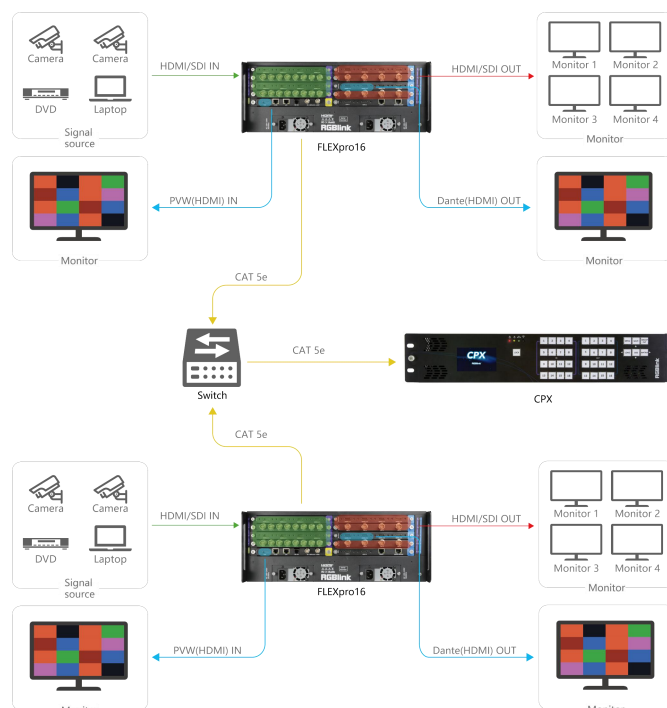 Camera
Camera
DVD
Laptop
Signal
source
HDMI/SDI IN
RGBlink
FLEXpro16
HDMI/SDI OUT
Monitor 1
Monitor 2
Monitor 3
Monitor 4
Monitor
PVW(HDMI) IN
Monitor
Dante(HDMI) OUT
Monitor
CAT 5e
Switch
CAT 5e
CPX
RGBlink
CPX
CAT 5e
Camera
Camera
DVD
Laptop
Signal
source
HDMI/SDI IN
RGBlink
FLEXpro16
HDMI/SDI OUT
Monitor 1
Monitor 2
Monitor 3
Monitor 4
Monitor
PVW(HDMI) IN
Monitor
Dante(HDMI) OUT
Monitor